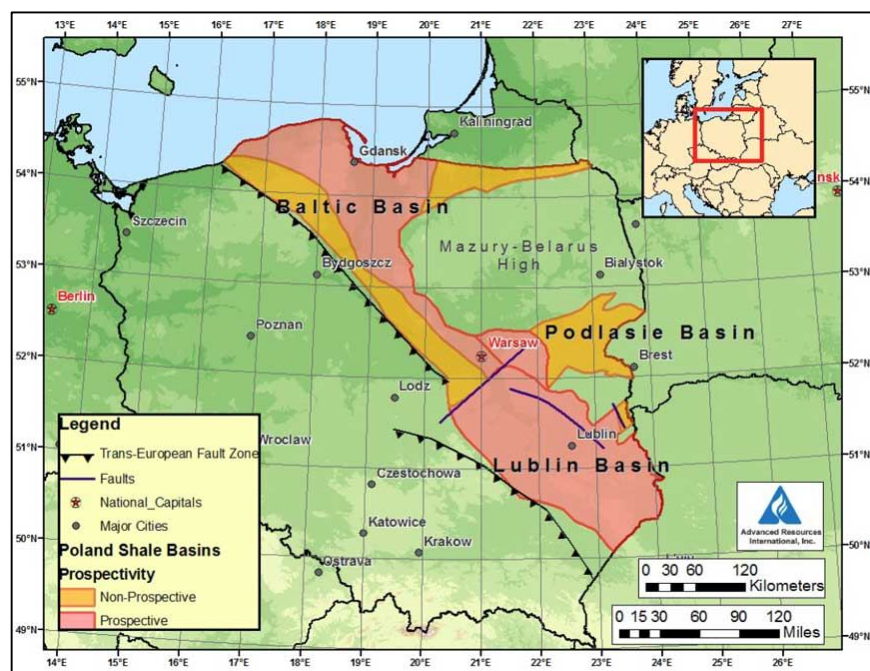 13°E 14°E 15°E 16°E 17°E 18°E 19°E 20°E 21°E 22°E 23°E 24°E 25°E 26°E 27°E
55°N
55°N
Kaliningrad
Gdansk
54°N
54°N
nsk
Baltic Basin
Szczecin
Mazury-Belarus
High
Bialystok
53°N
53°N
Bydgoszcz
Berlin
Poznan
Podlasie Basin
Warsaw
52°N
52°N
Brest
Lodz
Legend
Trans-European Fault Zone
Faults
National_Capitals
Major Cities
Poland Shale Basins
Prospectivity
Non-Prospective
Prospective
51°N
51°N
Wroclaw
Lublin
Lublin Basin
Czestochowa
Katowice
Krakow
Ostrava
50°N
50°N
Advanced Resources
International, Inc.
0 30 60 120
Kilometers
0 15 30 60 90 120
Miles
49°N
49°N
14°E 15°E 16°E 17°E 18°E 19°E 20°E 21°E 22°E 23°E 24°E 25°E 26°E